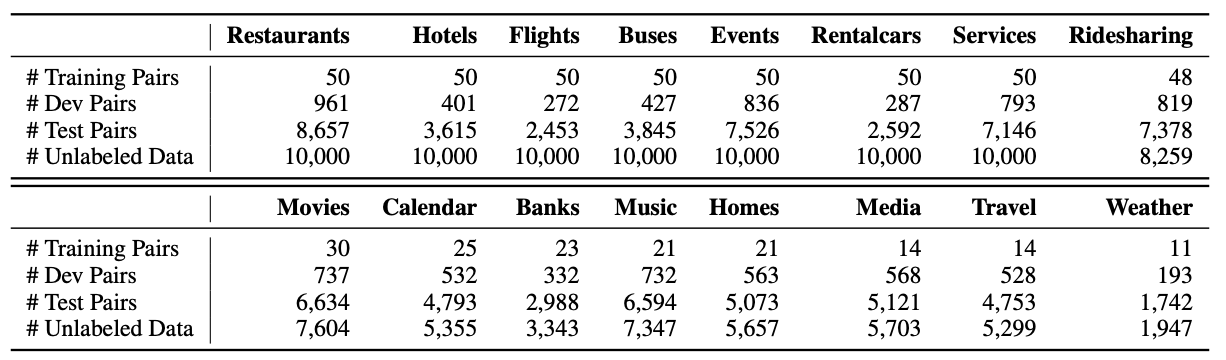 Restaurants Hotels Flights Buses Events Rentalcars Services Ridesharing
# Training Pairs 50 50 50 50 50 50 50 48
# Dev Pairs 961 401 272 427 836 287 793 819
# Test Pairs 8,657 3,615 2,453 3,845 7,526 2,592 7,146 7,378
# Unlabeled Data 10,000 10,000 10,000 10,000 10,000 10,000 10,000 8,259
Movies Calendar Banks Music Homes Media Travel Weather
# Training Pairs 30 25 23 21 21 14 14 11
# Dev Pairs 737 532 332 732 563 568 528 193
# Test Pairs 6,634 4,793 2,988 6,594 5,073 5,121 4,753 1,742
# Unlabeled Data 7,604 5,355 3,343 7,347 5,657 5,703 5,299 1,947